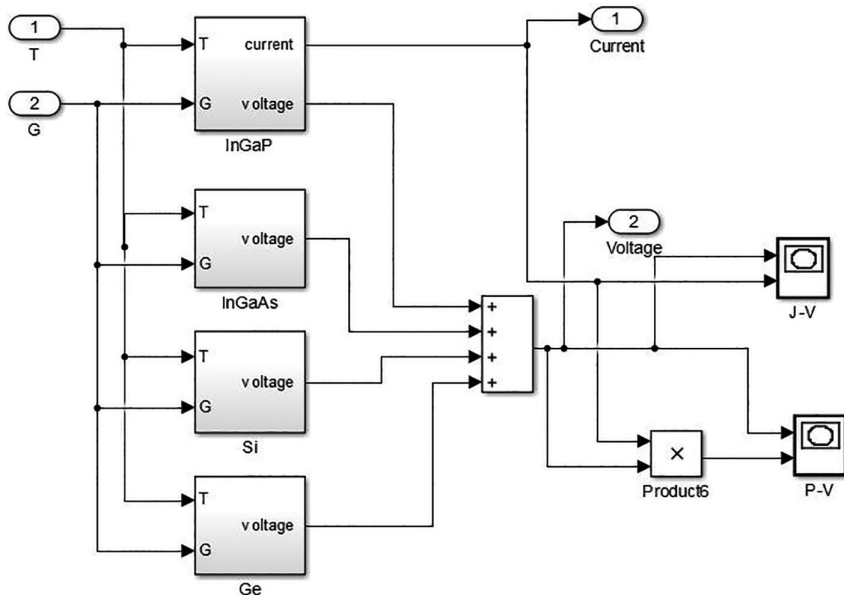 1
T
2
G
T
G
current
voltage
InGaP
T
G
voltage
InGaAs
T
G
voltage
Si
T
G
voltage
Ge
+
+
+
+
1
Current
2
Voltage
J-V
×
Product6
P-V